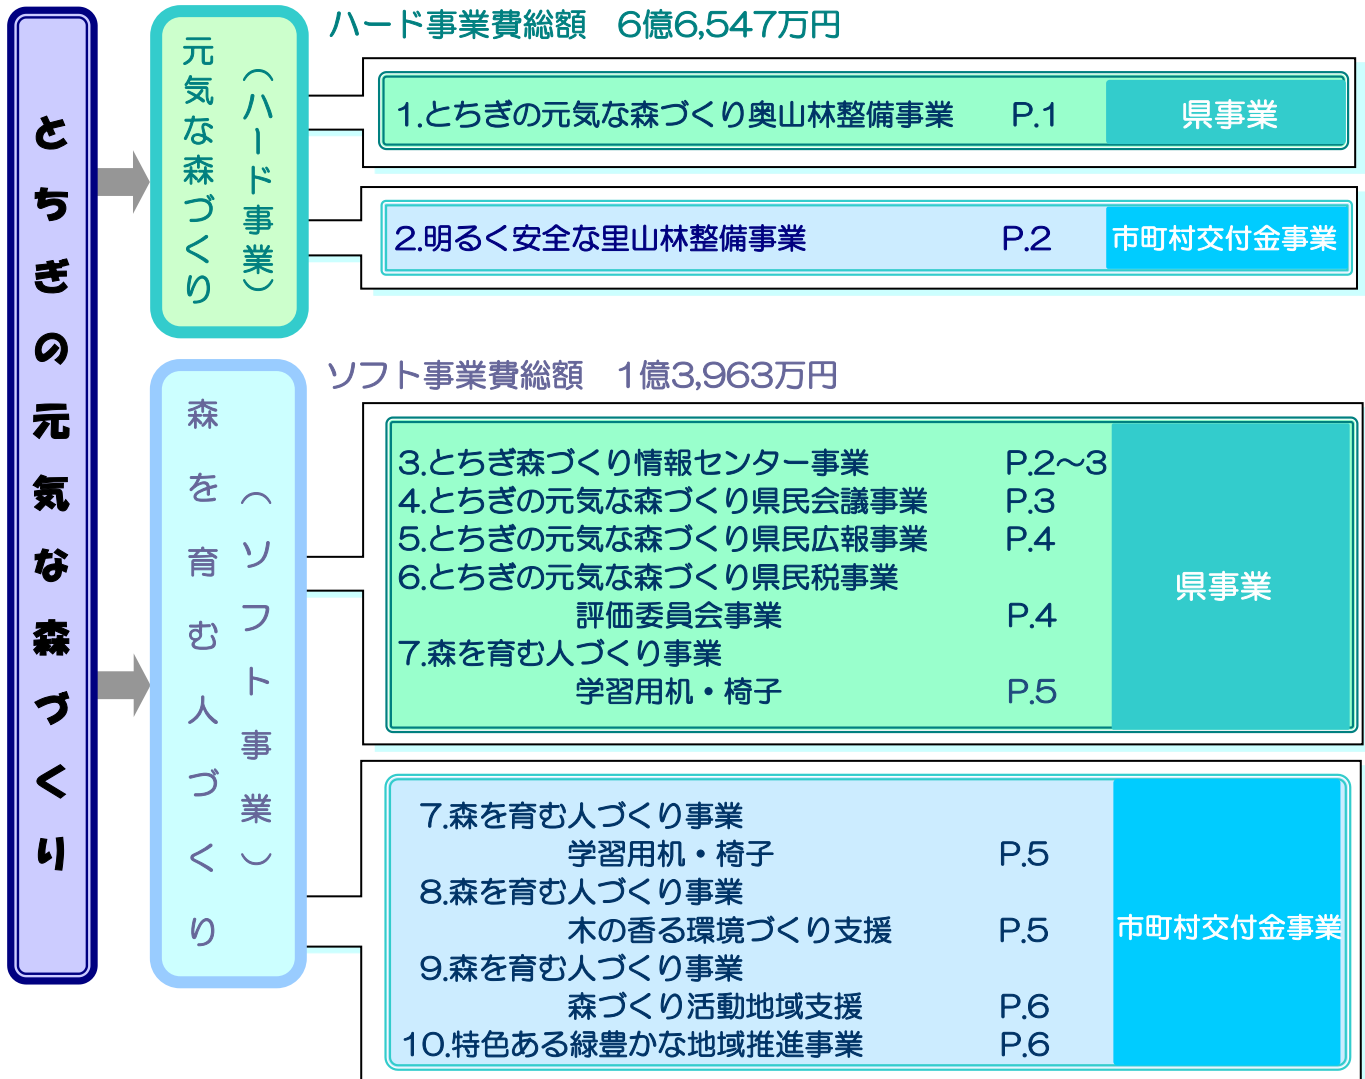 とちぎの元気な森づくり
元気な森づくり
（ハード事業）
ハード事業費総額　6億6,547万円
1.とちぎの元気な森づくり奥山林整備事業　P.1　県事業
2.明るく安全な里山林整備事業　P.2　市町村交付金事業
森を育む人づくり
（ソフト事業）
ソフト事業費総額　1億3,963万円
3.とちぎ森づくり情報センター事業　P.2～3
4.とちぎの元気な森づくり県民会議事業　P.3
5.とちぎの元気な森づくり県民広報事業　P.4
6.とちぎの元気な森づくり県民税事業
評価委員会事業　P.4
7.森を育む人づくり事業
学習用机・椅子　P.5
県事業
7.森を育む人づくり事業
学習用机・椅子　P.5
8.森を育む人づくり事業
木の香る環境づくり支援　P.5
9.森を育む人づくり事業
森づくり活動地域支援　P.6
10.特色ある緑豊かな地域推進事業　P.6
市町村交付金事業